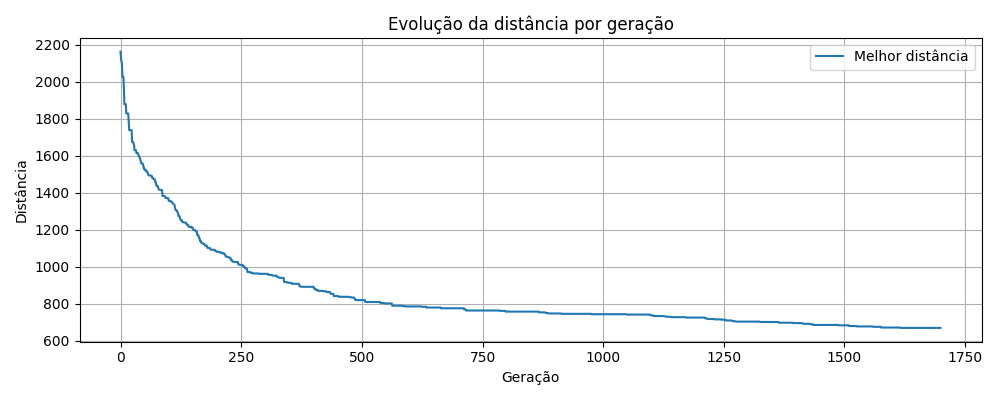 Evolução da distância por geração
Melhor distância
Distância
2200
2000
1800
1600
1400
1200
1000
800
600
0 250 500 750 1000 1250 1500 1750
Geração